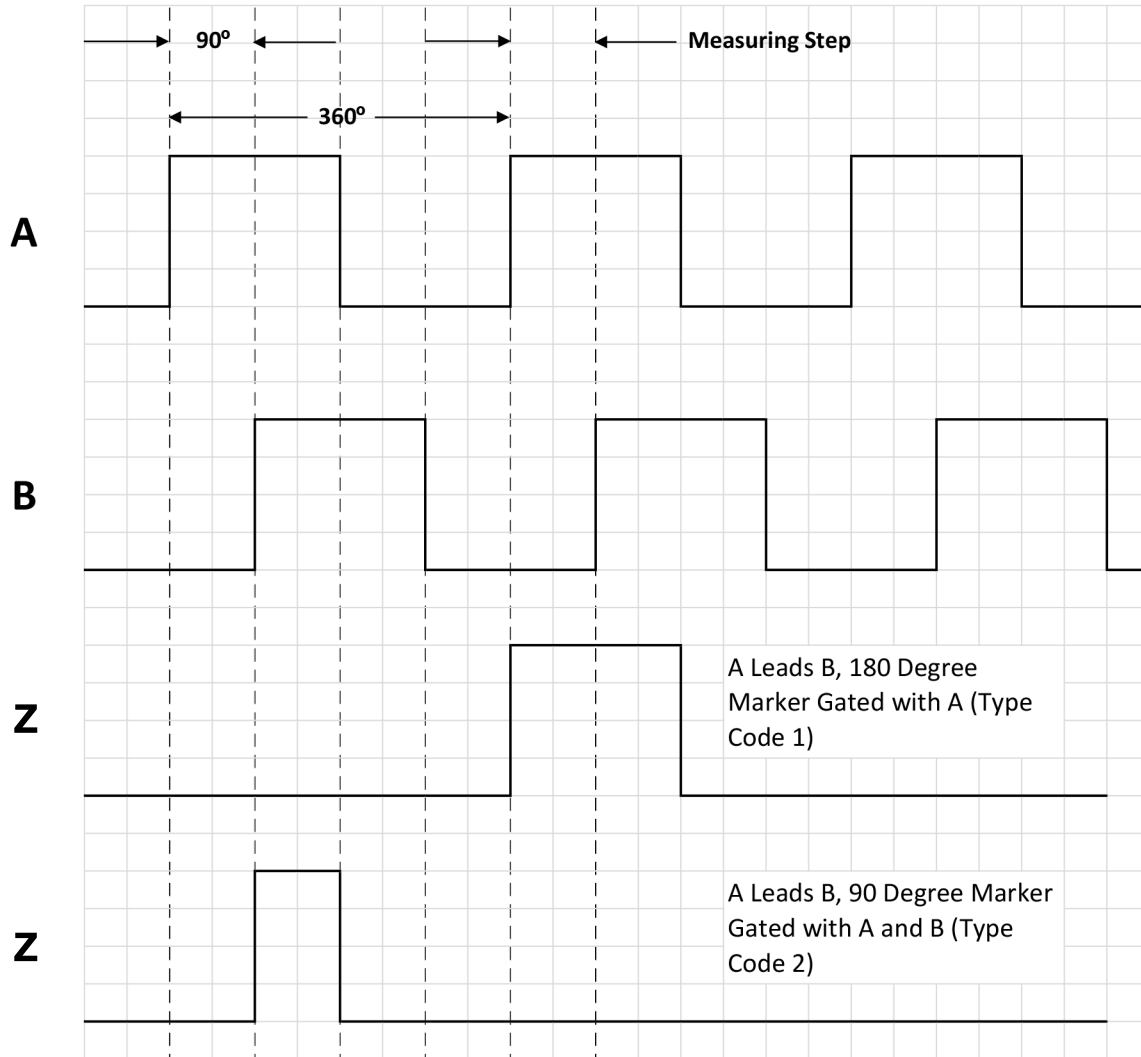 90º
Measuring Step
360º
A
B
Z
A Leads B, 180 Degree
Marker Gated with A (Type
Code 1)
Z
A Leads B, 90 Degree Marker
Gated with A and B (Type
Code 2)